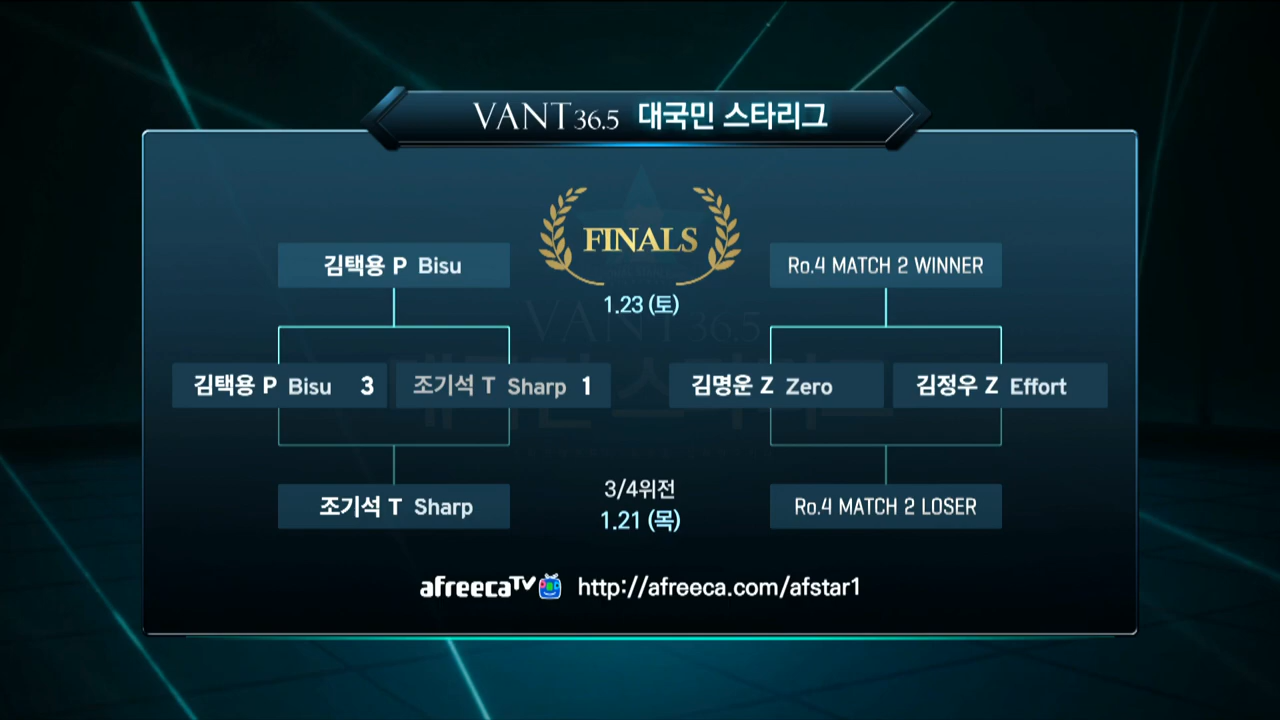 VANT 36.5 대국민 스타리그
FINALS
1.23 (토)
김택용 P Bisu
Ro.4 MATCH 2 WINNER
김택용 P Bisu 3
조기석 T Sharp 1
김명운 Z Zero
김정우 Z Effort
조기석 T Sharp
3/4위전
1.21 (목)
Ro.4 MATCH 2 LOSER
afreecaTV http://afreeca.com/afstar1